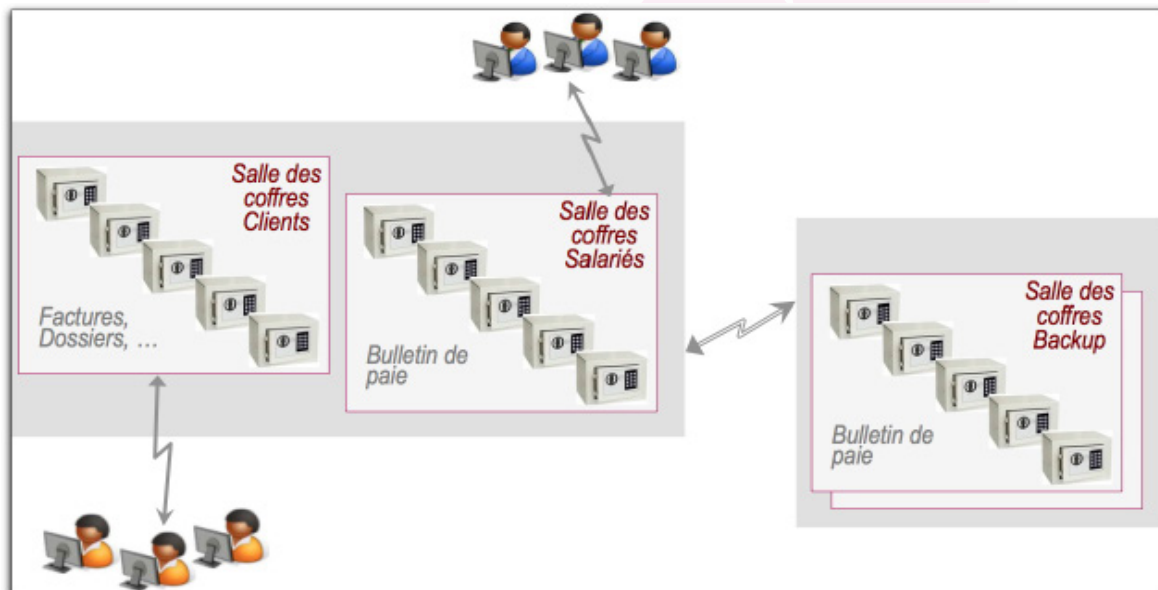 Salle des
coffres
Clients
Factures,
Dossiers, ...
Salle des
coffres
Salariés
Bulletin de
paie
Salle des
coffres
Backup
Bulletin de
paie